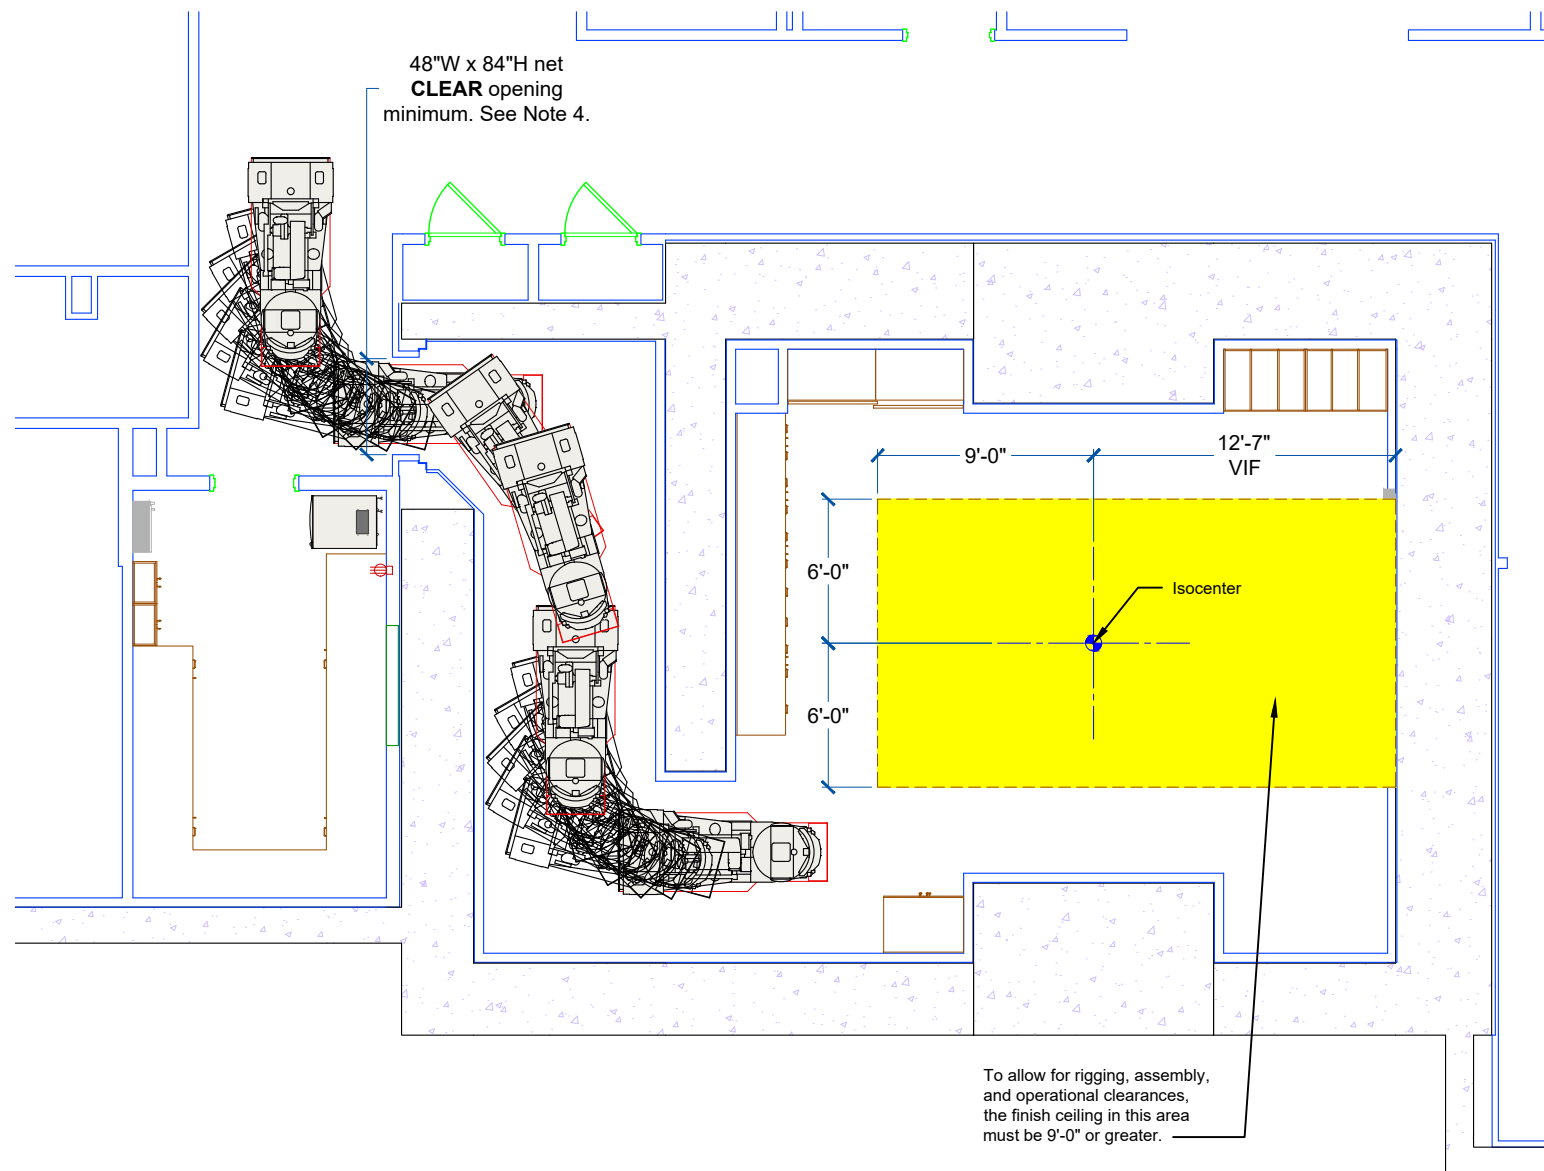 48"W x 84"H net
CLEAR opening
minimum. See Note 4.
9'-0"
12'-7"
VIF
6'-0"
Isocenter
6'-0"
To allow for rigging, assembly,
and operational clearances,
the finish ceiling in this area
must be 9'-0" or greater.